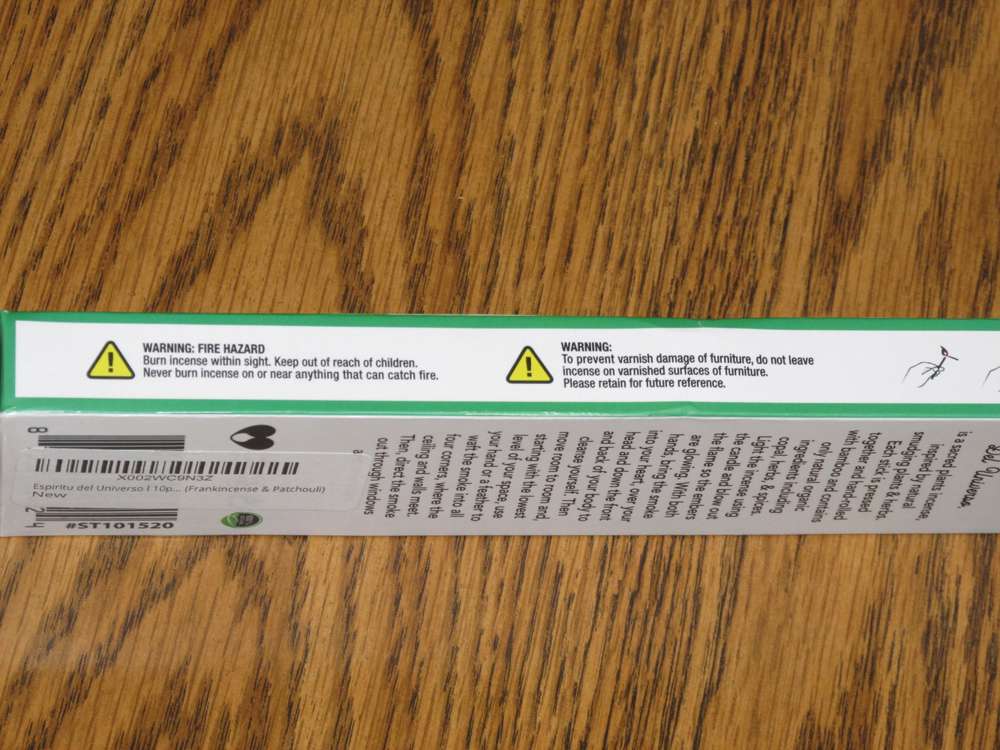 WARNING: FIRE HAZARD
Burn incense within sight. Keep out of reach of children.
Never burn incense on or near anything that can catch fire.
WARNING:
To prevent varnish damage of furniture, do not leave
incense on varnished surfaces of furniture.
Please retain for future reference.
8
X002WC9N3Z
Espiritu del Universo I 10p... (Frankincense & Patchouli)
New
24
#ST101520
del Universo
is a sacred plants incense,
inspired by natural
smudging plants & herbs.
Each stick is pressed
together and hand-rolled
with bamboo and contains
only natural organic
ingredients including
copal, herbs, & spices.
Light the incense using
the candle and blow out
the flame so the embers
are glowing. With both
hands, bring the smoke
into your heart, over your
head and down the front
and back of your body to
cleanse yourself. Then
move room to room and
starting with the lowest
level of your space, use
your hand or a feather to
waft the smoke into all
four corners, where the
ceiling and walls meet.
Then, direct the smoke
out through windows